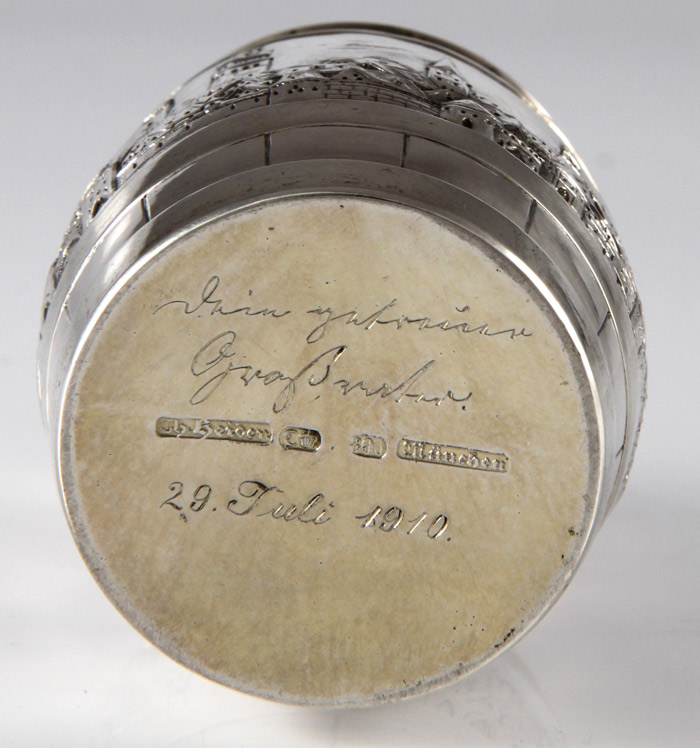 Dein getreuer
Großvater.
Th. Heiden München
29. Juli 1910.